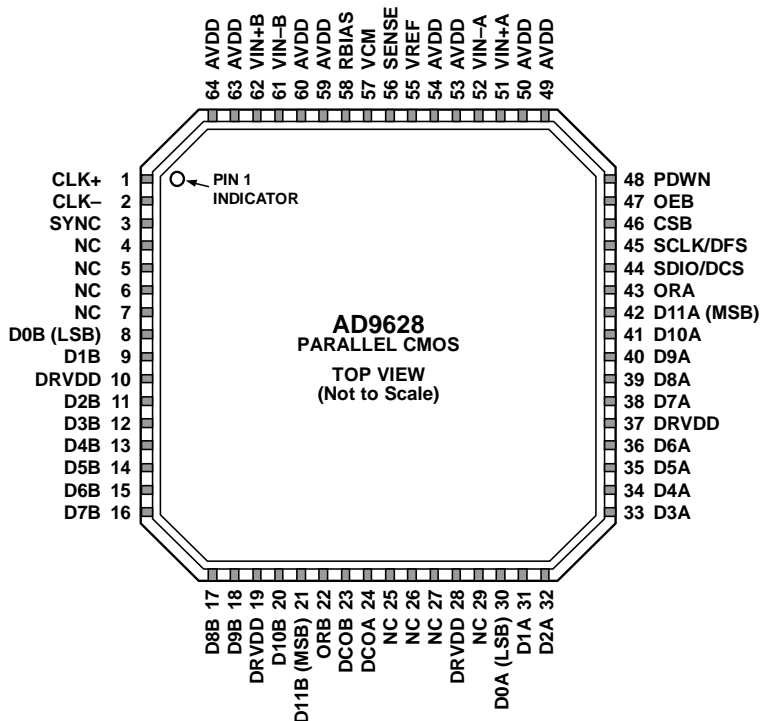 64 AVDD
63 AVDD
62 VIN+B
61 VIN–B
60 AVDD
59 AVDD
58 RBIAS
57 VCM
56 SENSE
55 VREF
54 AVDD
53 AVDD
52 VIN–A
51 VIN+A
50 AVDD
49 AVDD
CLK+ 1
CLK– 2
SYNC 3
NC 4
NC 5
NC 6
NC 7
D0B (LSB) 8
D1B 9
DRVDD 10
D2B 11
D3B 12
D4B 13
D5B 14
D6B 15
D7B 16
PIN 1
INDICATOR
AD9628
PARALLEL CMOS
TOP VIEW
(Not to Scale)
48 PDWN
47 OEB
46 CSB
45 SCLK/DFS
44 SDIO/DCS
43 ORA
42 D11A (MSB)
41 D10A
40 D9A
39 D8A
38 D7A
37 DRVDD
36 D6A
35 D5A
34 D4A
33 D3A
D8B 17
D9B 18
DRVDD 19
D10B 20
D11B (MSB) 21
ORB 22
DCOB 23
DCOA 24
NC 25
NC 26
NC 27
DRVDD 28
NC 29
D0A (LSB) 30
D1A 31
D2A 32